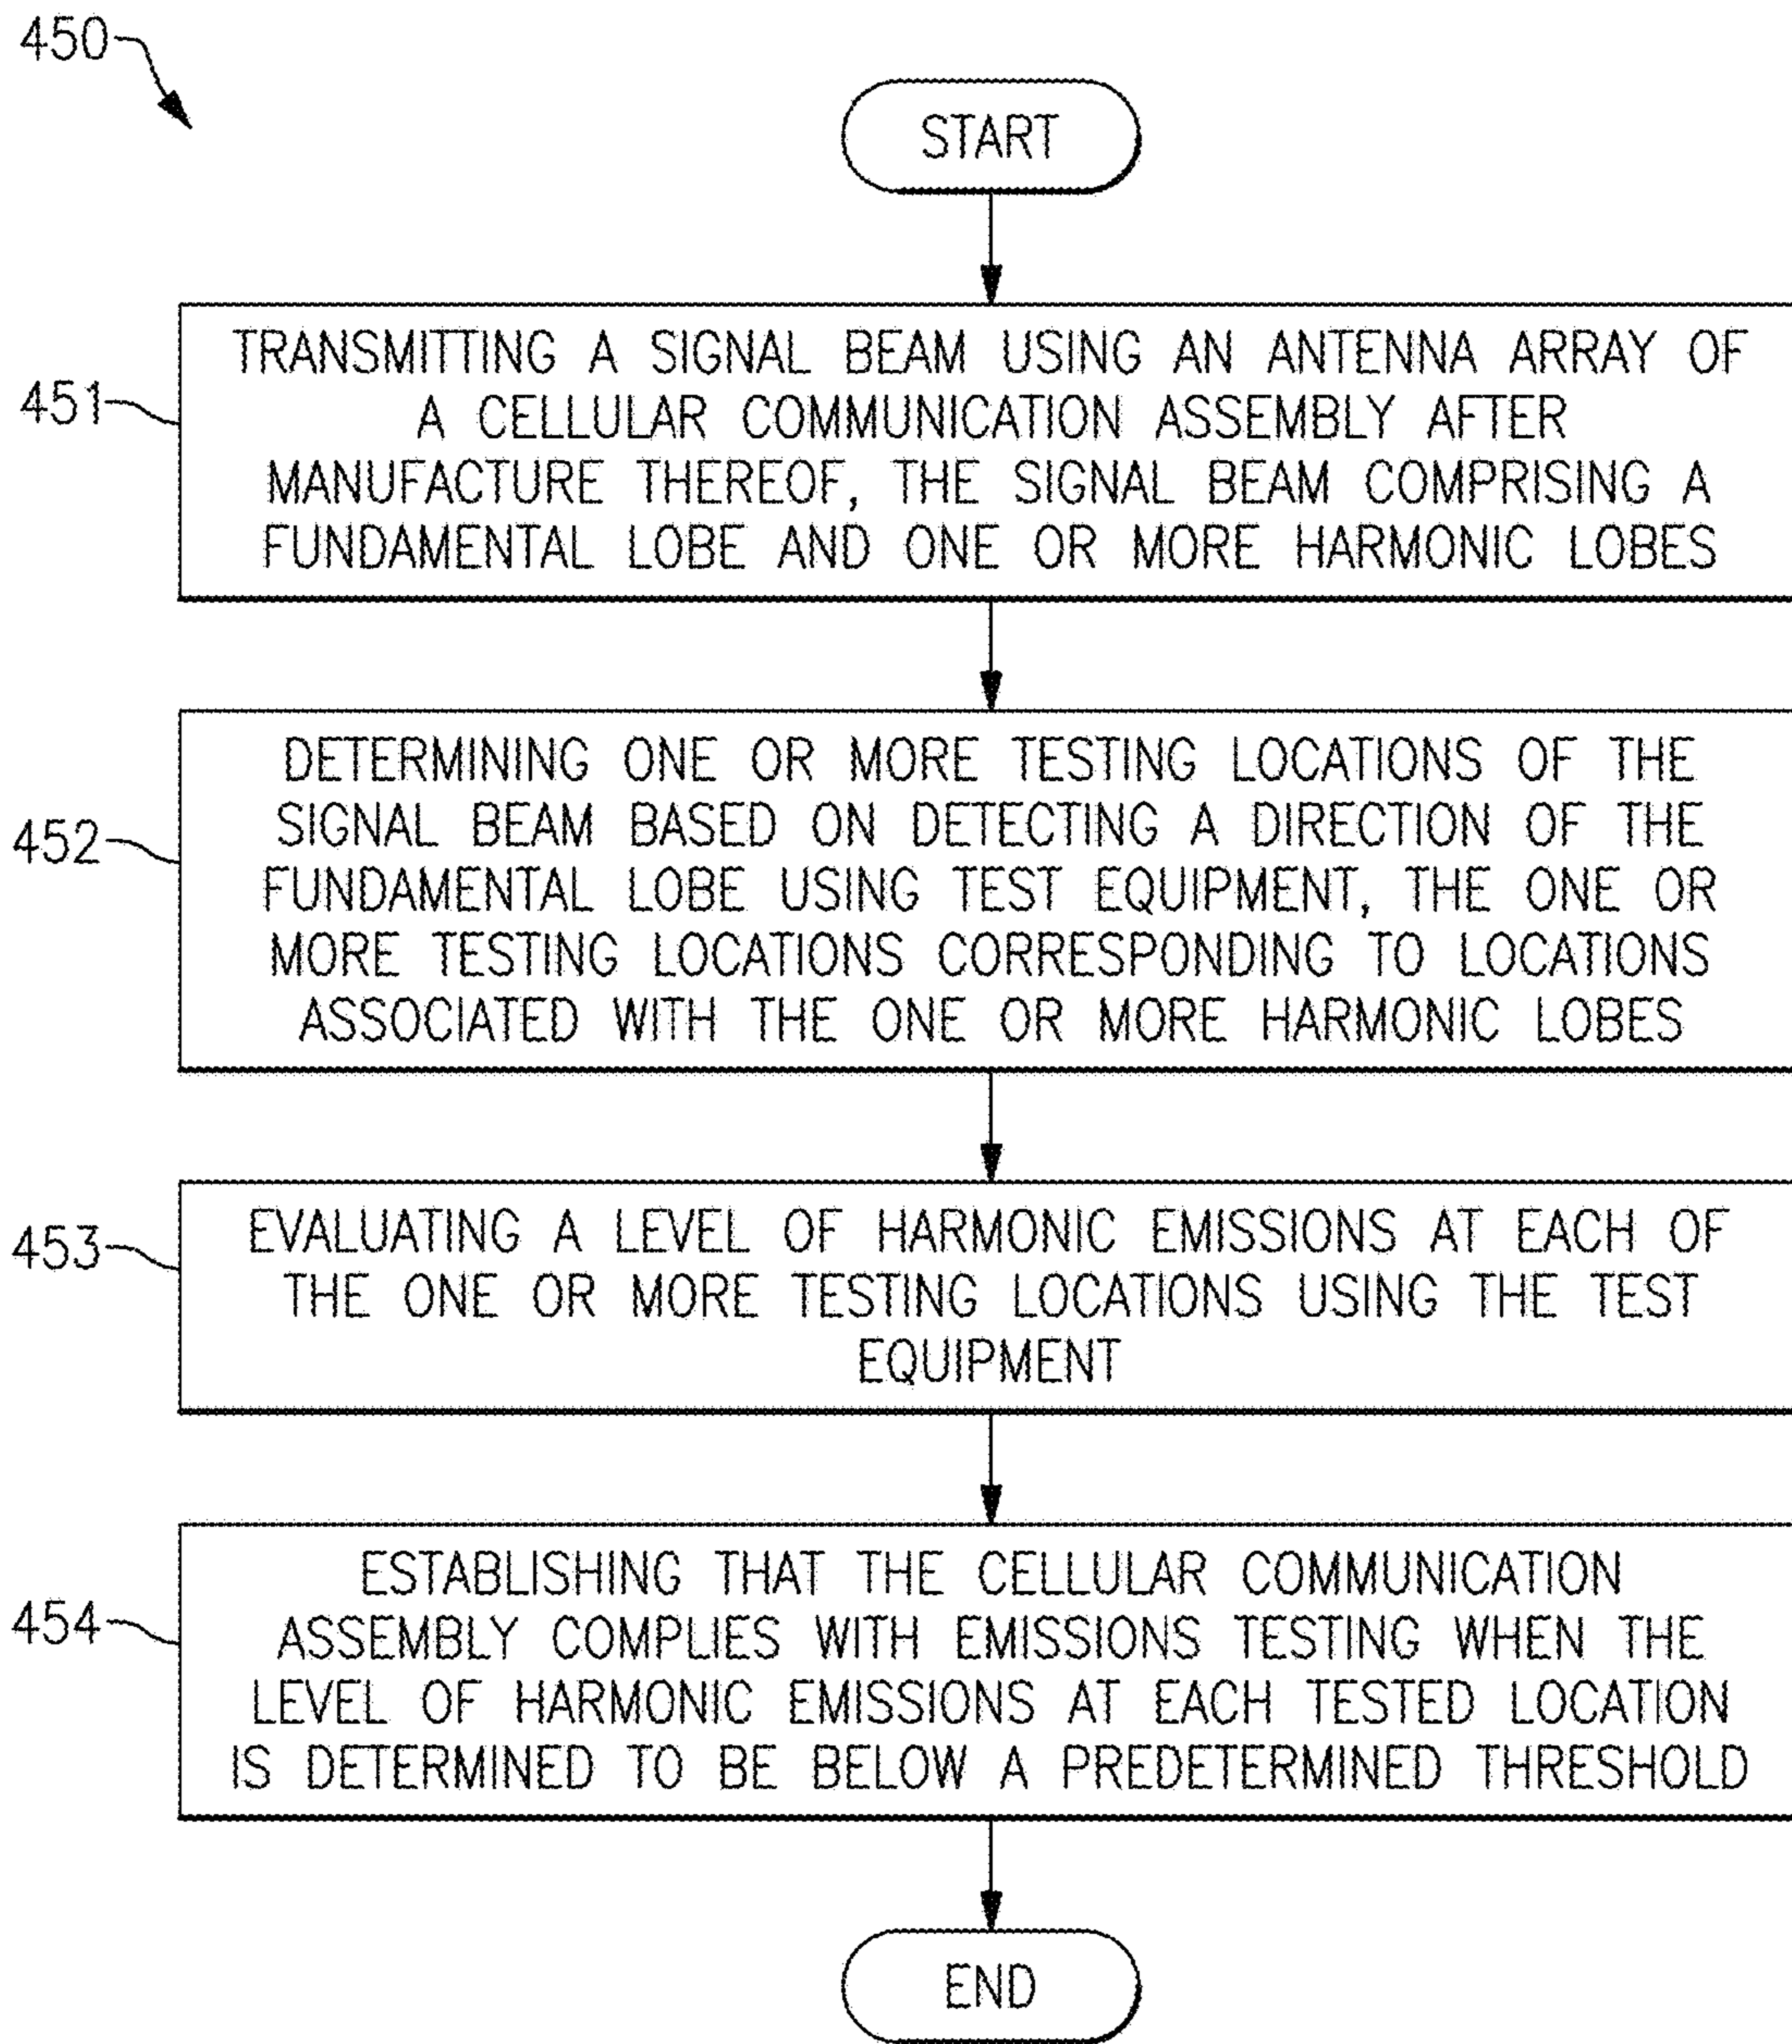 450
START
451
TRANSMITTING A SIGNAL BEAM USING AN ANTENNA ARRAY OF
A CELLULAR COMMUNICATION ASSEMBLY AFTER
MANUFACTURE THEREOF, THE SIGNAL BEAM COMPRISING A
FUNDAMENTAL LOBE AND ONE OR MORE HARMONIC LOBES
452
DETERMINING ONE OR MORE TESTING LOCATIONS OF THE
SIGNAL BEAM BASED ON DETECTING A DIRECTION OF THE
FUNDAMENTAL LOBE USING TEST EQUIPMENT, THE ONE OR
MORE TESTING LOCATIONS CORRESPONDING TO LOCATIONS
ASSOCIATED WITH THE ONE OR MORE HARMONIC LOBES
453
EVALUATING A LEVEL OF HARMONIC EMISSIONS AT EACH OF
THE ONE OR MORE TESTING LOCATIONS USING THE TEST
EQUIPMENT
454
ESTABLISHING THAT THE CELLULAR COMMUNICATION
ASSEMBLY COMPLIES WITH EMISSIONS TESTING WHEN THE
LEVEL OF HARMONIC EMISSIONS AT EACH TESTED LOCATION
IS DETERMINED TO BE BELOW A PREDETERMINED THRESHOLD
END